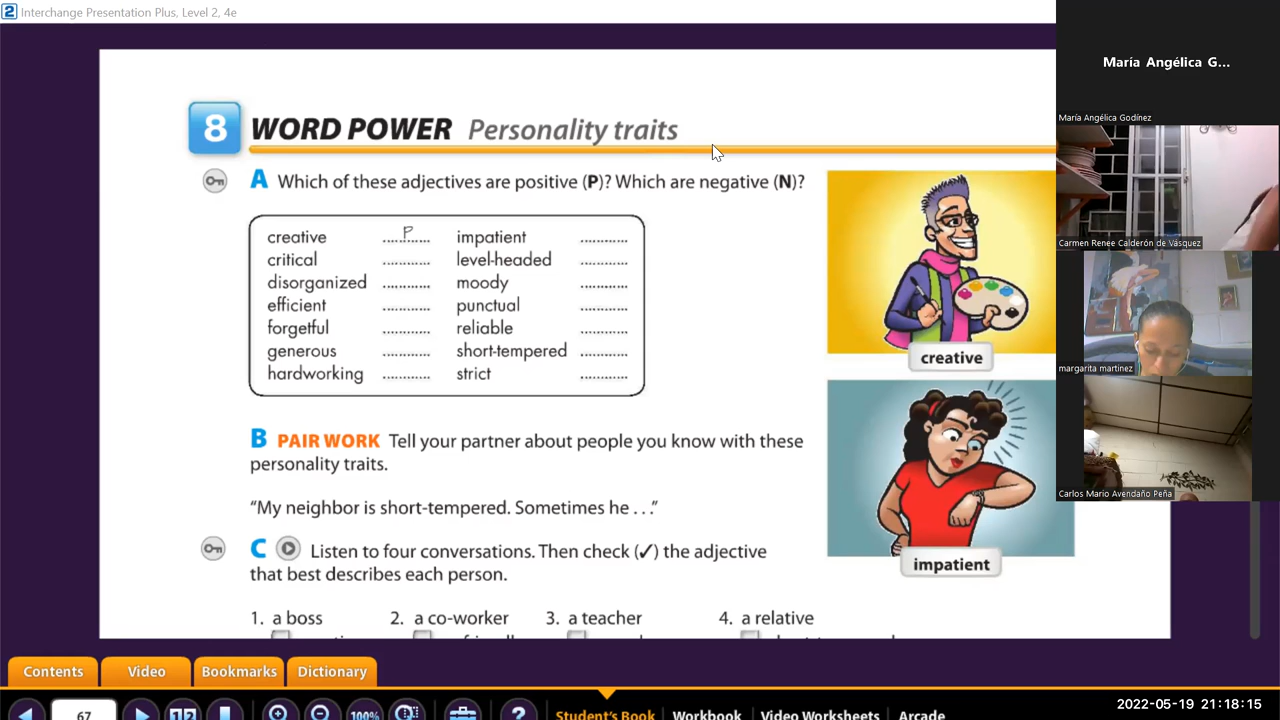 Interchange Presentation Plus, Level 2, 4e
8 WORD POWER Personality traits
A Which of these adjectives are positive (P)? Which are negative (N)?
creative P impatient
critical level-headed
disorganized moody
efficient punctual
forgetful reliable
generous short-tempered
hardworking strict
creative
B PAIR WORK Tell your partner about people you know with these
personality traits.
"My neighbor is short-tempered. Sometimes he . . ."
C Listen to four conversations. Then check (✓) the adjective
that best describes each person.
impatient
1. a boss 2. a co-worker 3. a teacher 4. a relative
María Angélica G...
María Angélica Godínez
Carmen Renee Calderón de Vásquez
margarita martinez
Carlos Mario Avendaño Peña
Contents Video Bookmarks Dictionary
67 1 2 100% ?
Student's Book Workbook Video Worksheets Arcade
2022-05-19 21:18:15